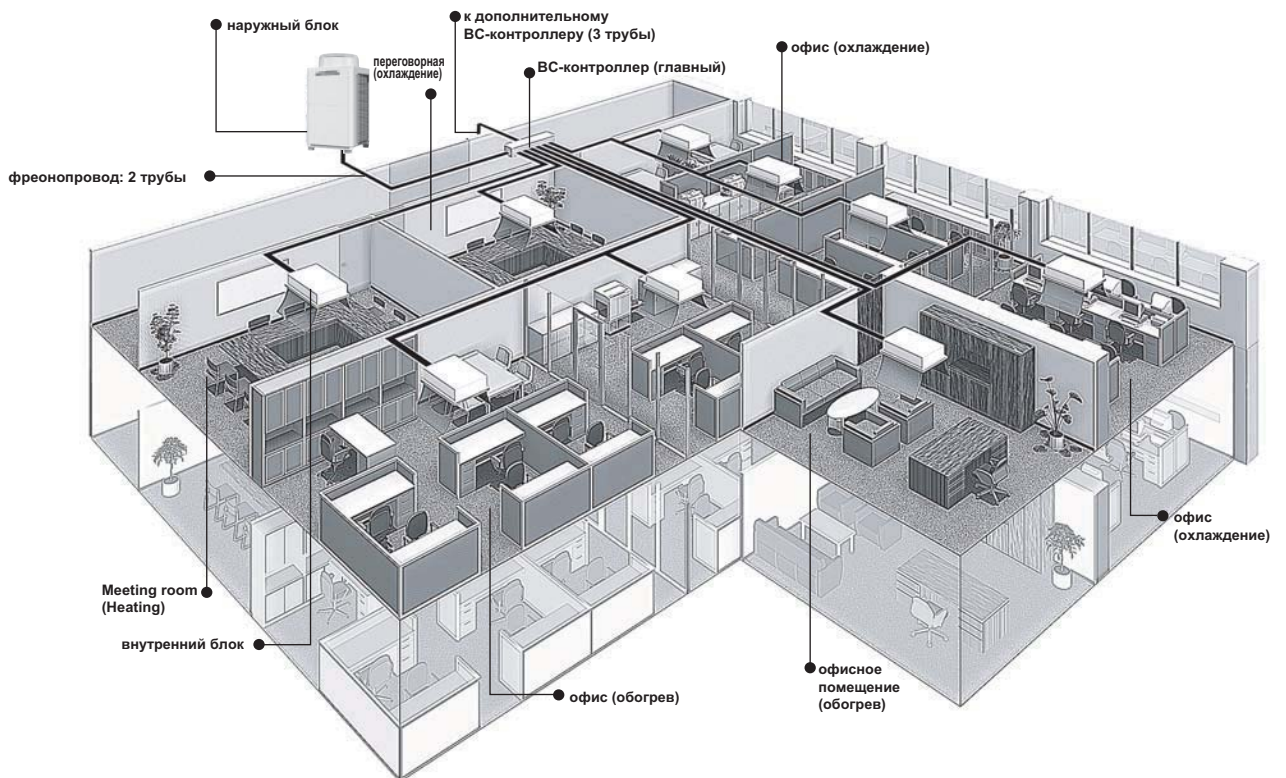 наружный блок
к дополнительному
ВС-контроллеру (3 трубы)
переговорная
(охлаждение)
ВС-контроллер (главный)
офис (охлаждение)
фреонопровод: 2 трубы
офис
(охлаждение)
Meeting room
(Heating)
внутренний блок
офис (обогрев)
офисное
помещение
(обогрев)